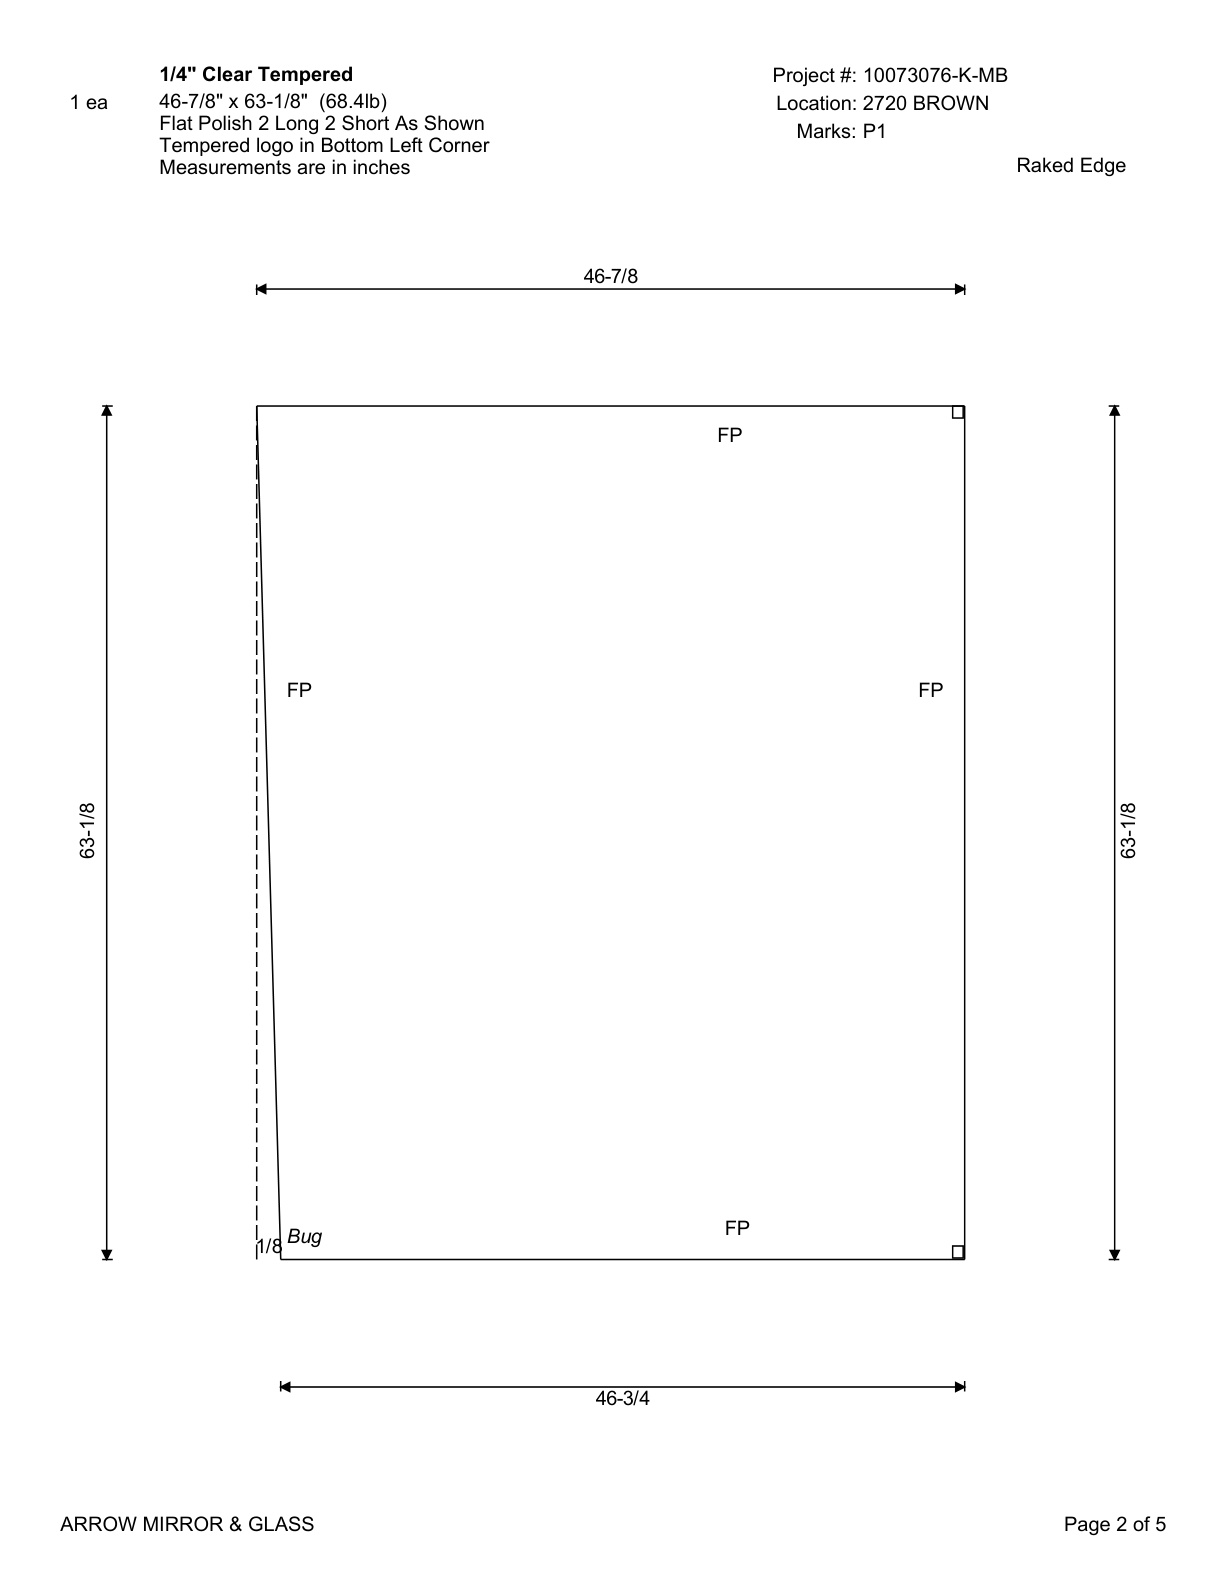 1/4" Clear Tempered
1 ea
46-7/8" x 63-1/8" (68.4lb)
Flat Polish 2 Long 2 Short As Shown
Tempered logo in Bottom Left Corner
Measurements are in inches
Project #: 10073076-K-MB
Location: 2720 BROWN
Marks: P1
Raked Edge
46-7/8
FP
FP
FP
63-1/8
63-1/8
FP
Bug
1/8
46-3/4
ARROW MIRROR & GLASS
Page 2 of 5